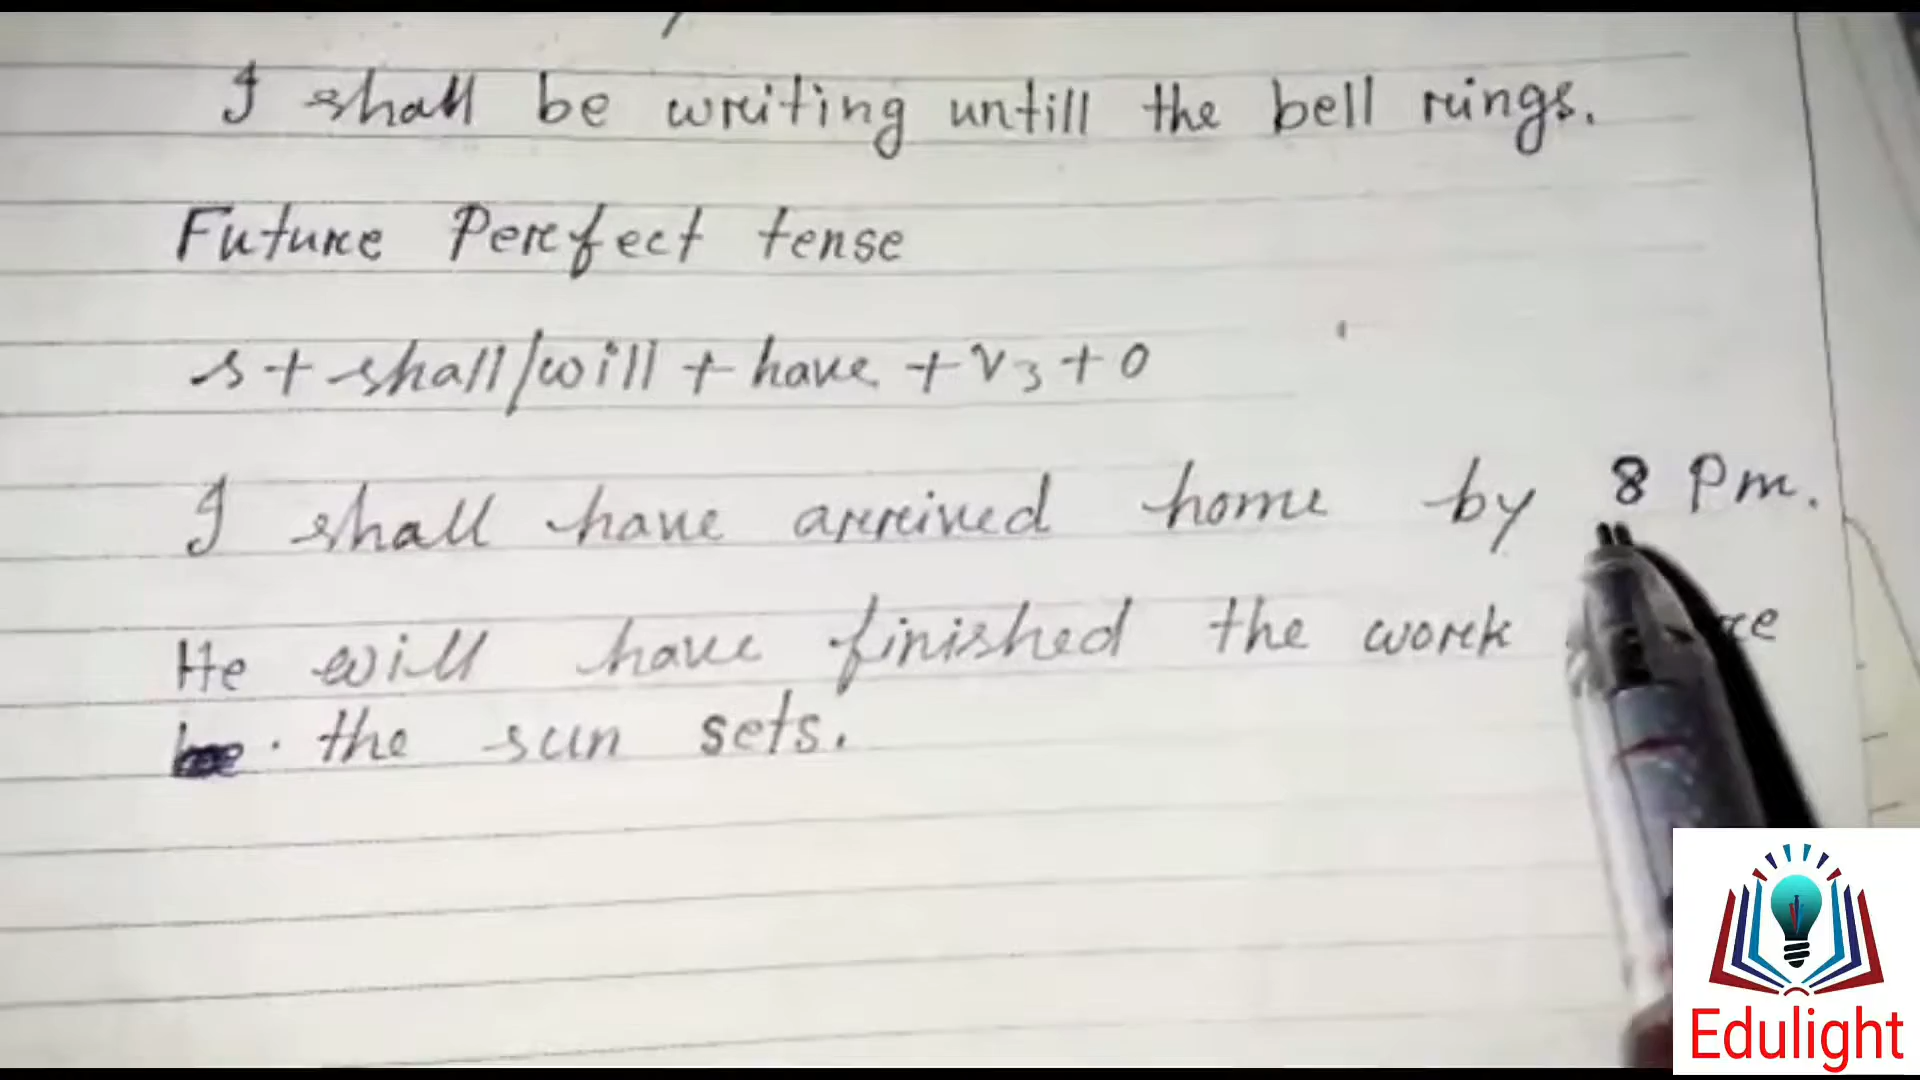 I shall be writing untill the bell rings.
Future Perfect tense
s + shall/will + have + v3 + o
I shall have arrived home by 8 Pm.
He will have finished the work
the sun sets.
Edulight